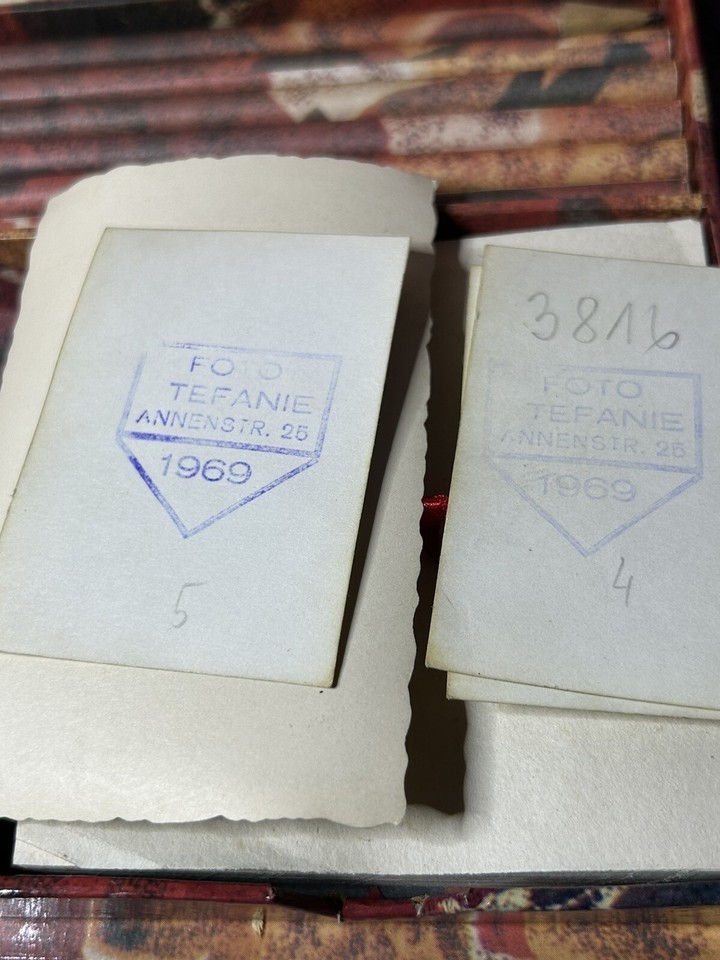 FOTO
TEFANIE
ANNENSTR. 25
1969
5
3816
FOTO
TEFANIE
ANNENSTR. 25
1969
4